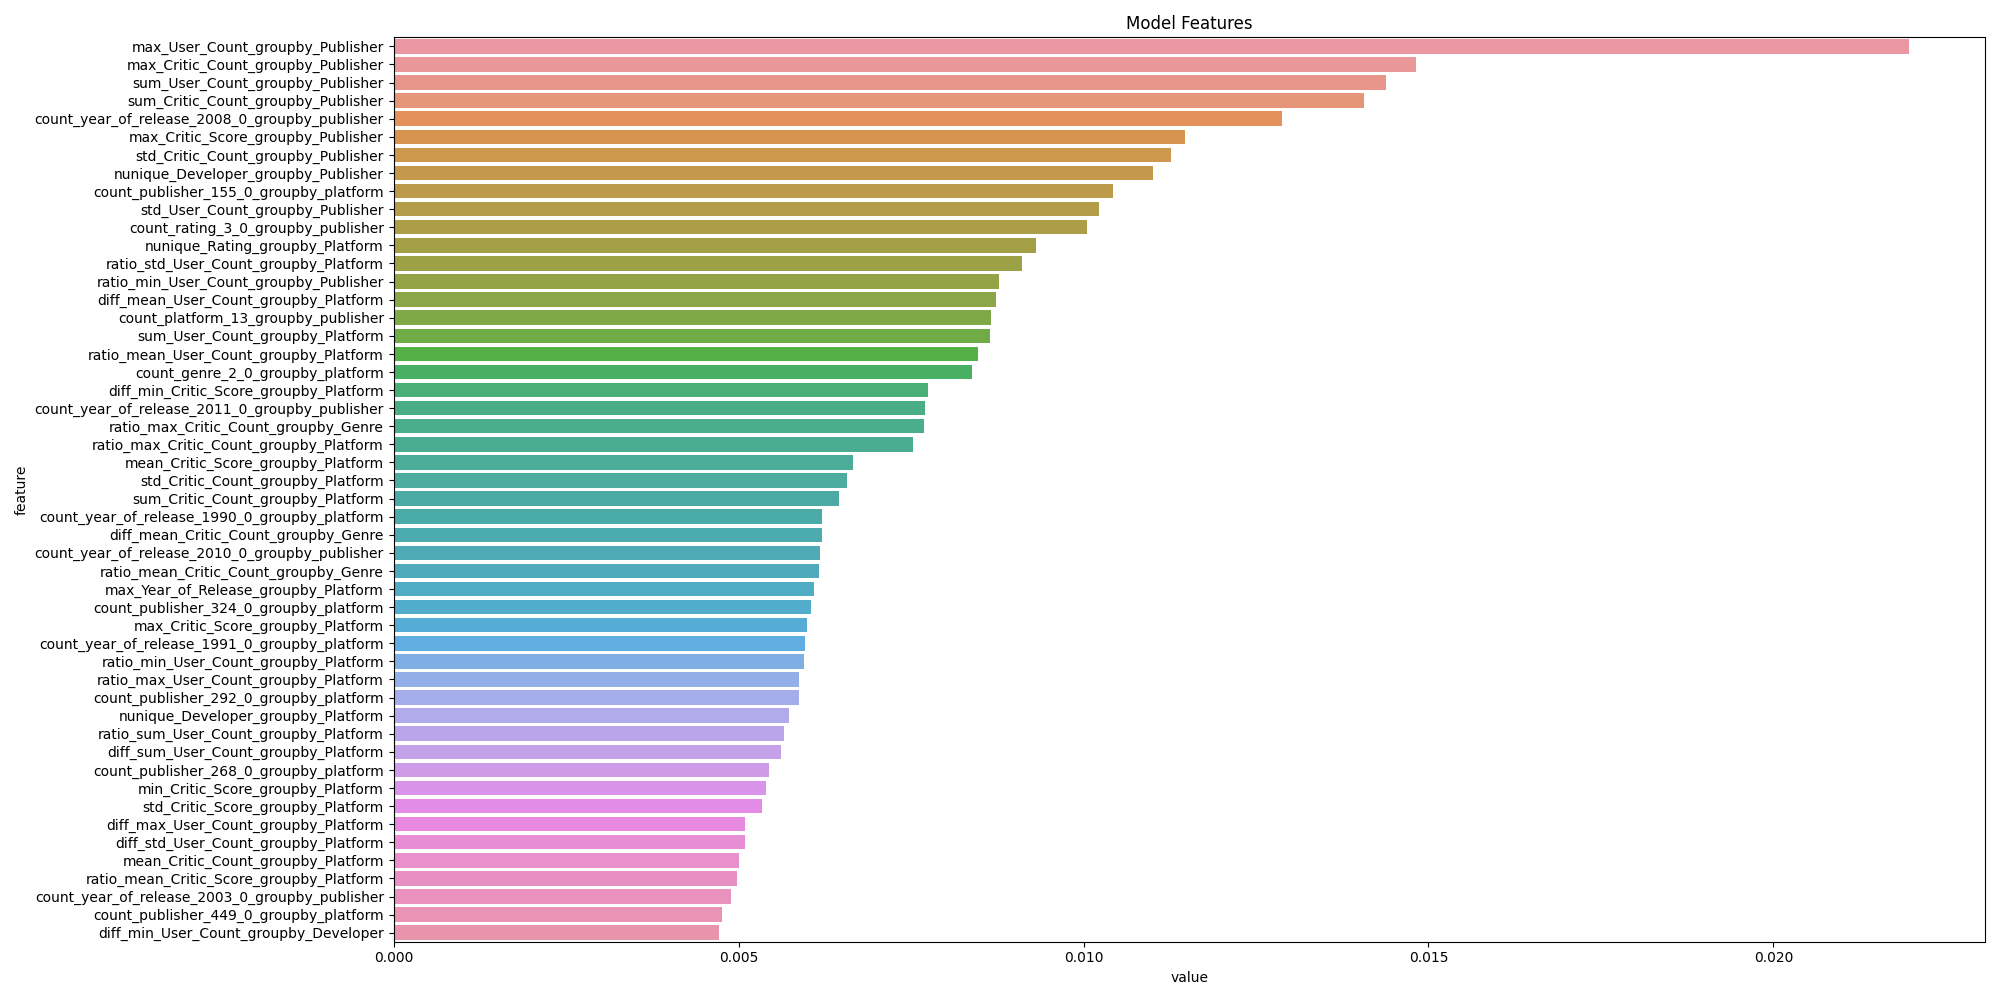 Model Features
max_User_Count_groupby_Publisher
max_Critic_Count_groupby_Publisher
sum_User_Count_groupby_Publisher
sum_Critic_Count_groupby_Publisher
count_year_of_release_2008_0_groupby_publisher
max_Critic_Score_groupby_Publisher
std_Critic_Count_groupby_Publisher
nunique_Developer_groupby_Publisher
count_publisher_155_0_groupby_platform
std_User_Count_groupby_Publisher
count_rating_3_0_groupby_publisher
nunique_Rating_groupby_Platform
ratio_std_User_Count_groupby_Platform
ratio_min_User_Count_groupby_Publisher
diff_mean_User_Count_groupby_Platform
count_platform_13_groupby_publisher
sum_User_Count_groupby_Platform
ratio_mean_User_Count_groupby_Platform
count_genre_2_0_groupby_platform
diff_min_Critic_Score_groupby_Platform
count_year_of_release_2011_0_groupby_publisher
ratio_max_Critic_Count_groupby_Genre
ratio_max_Critic_Count_groupby_Platform
mean_Critic_Score_groupby_Platform
std_Critic_Count_groupby_Platform
sum_Critic_Count_groupby_Platform
count_year_of_release_1990_0_groupby_platform
diff_mean_Critic_Count_groupby_Genre
count_year_of_release_2010_0_groupby_publisher
ratio_mean_Critic_Count_groupby_Genre
max_Year_of_Release_groupby_Platform
count_publisher_324_0_groupby_platform
max_Critic_Score_groupby_Platform
count_year_of_release_1991_0_groupby_platform
ratio_min_User_Count_groupby_Platform
ratio_max_User_Count_groupby_Platform
count_publisher_292_0_groupby_platform
nunique_Developer_groupby_Platform
ratio_sum_User_Count_groupby_Platform
diff_sum_User_Count_groupby_Platform
count_publisher_268_0_groupby_platform
min_Critic_Score_groupby_Platform
std_Critic_Score_groupby_Platform
diff_max_User_Count_groupby_Platform
diff_std_User_Count_groupby_Platform
mean_Critic_Count_groupby_Platform
ratio_mean_Critic_Score_groupby_Platform
count_year_of_release_2003_0_groupby_publisher
count_publisher_449_0_groupby_platform
diff_min_User_Count_groupby_Developer
feature
0.000 0.005 0.010 0.015 0.020
value